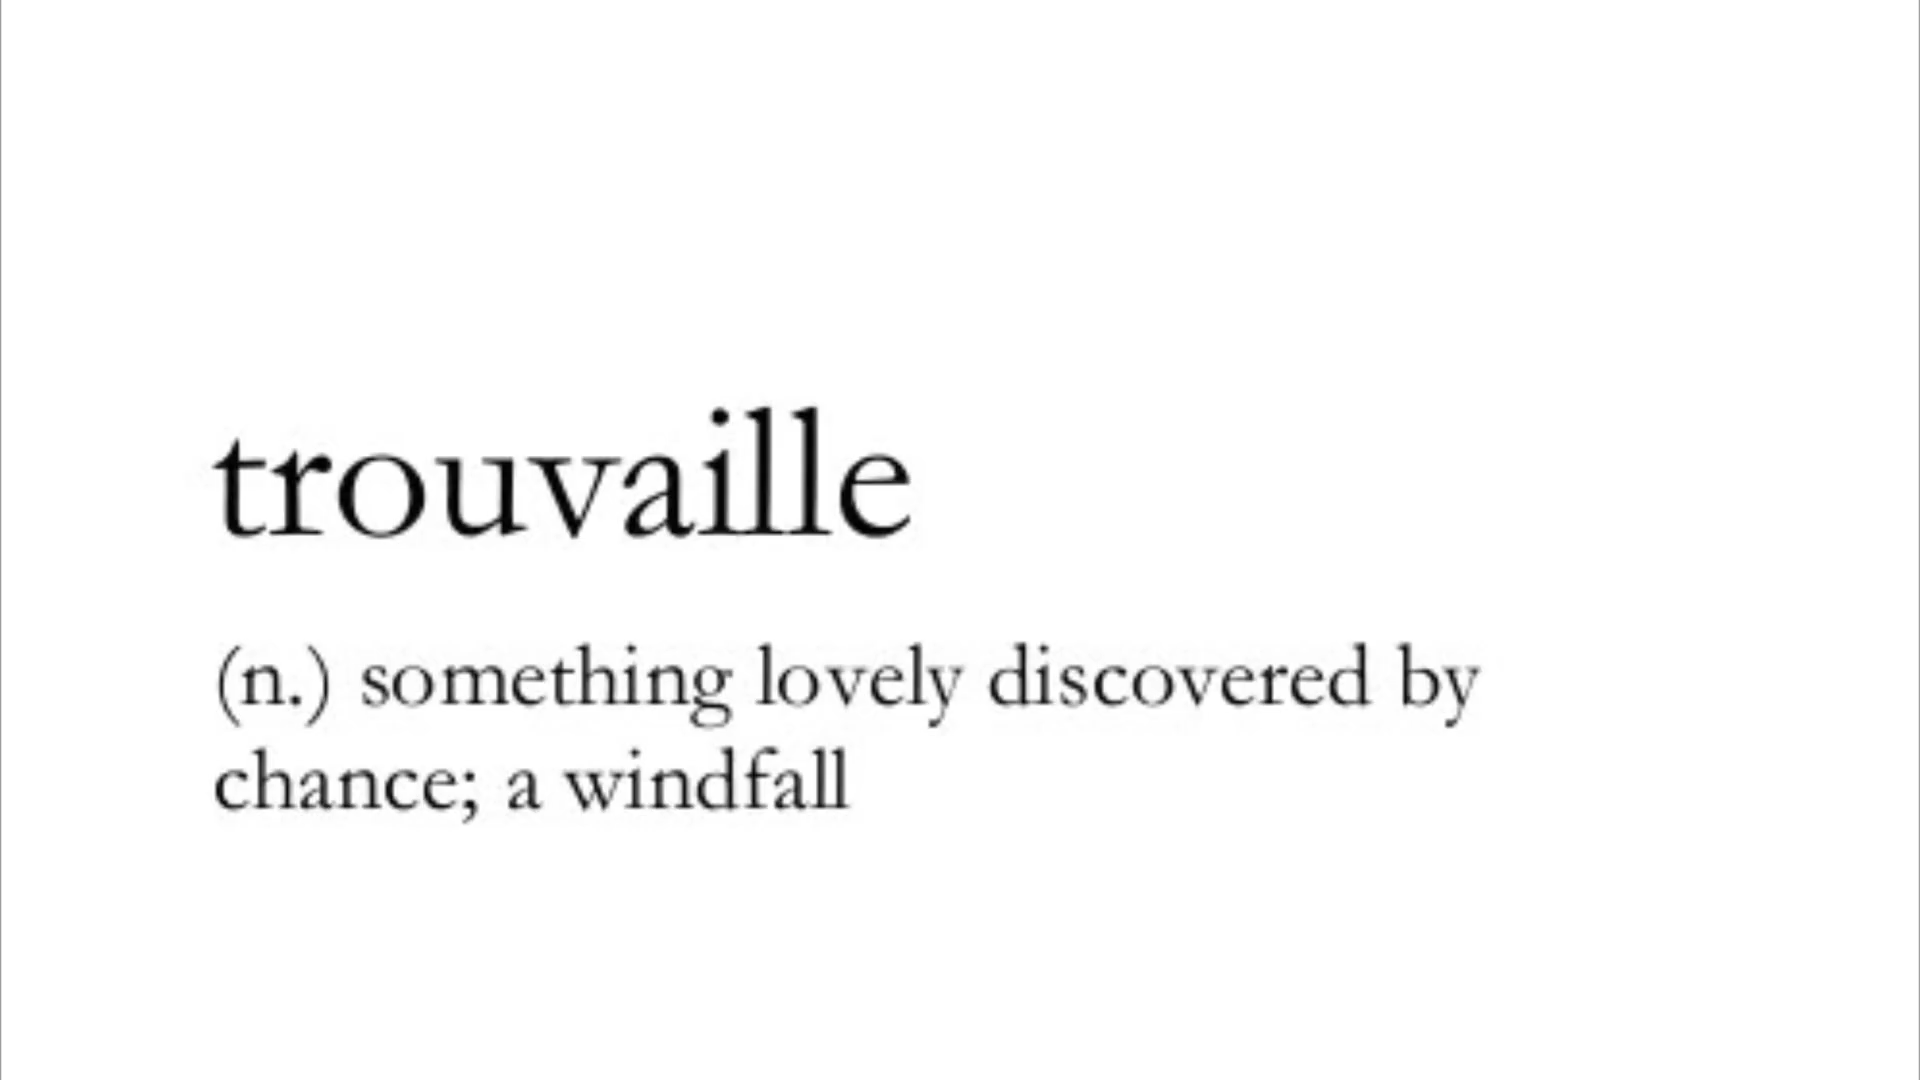 trouvaille
(n.) something lovely discovered by
chance; a windfall